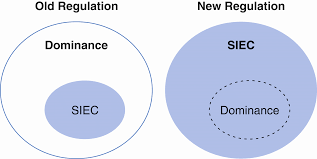 Old Regulation
Dominance
SIEC
New Regulation
SIEC
Dominance